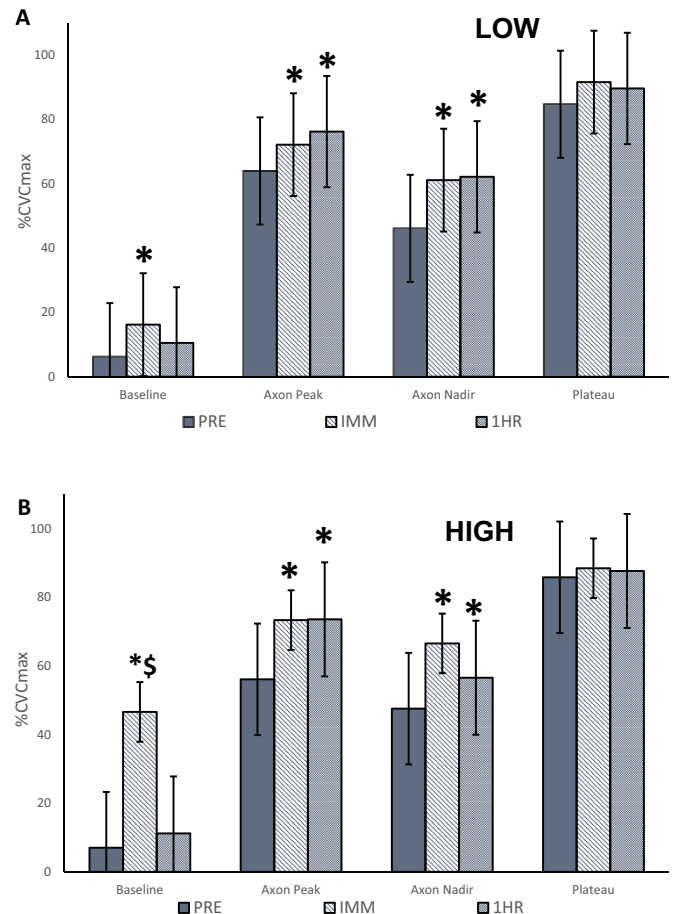 A
LOW
100
80
60
40
20
0
%CVCmax
*
* *
* *
Baseline Axon Peak Axon Nadir Plateau
PRE IMM 1HR
B
HIGH
100
80
60
40
20
0
%CVCmax
*$
* *
* *
Baseline Axon Peak Axon Nadir Plateau
PRE IMM 1HR